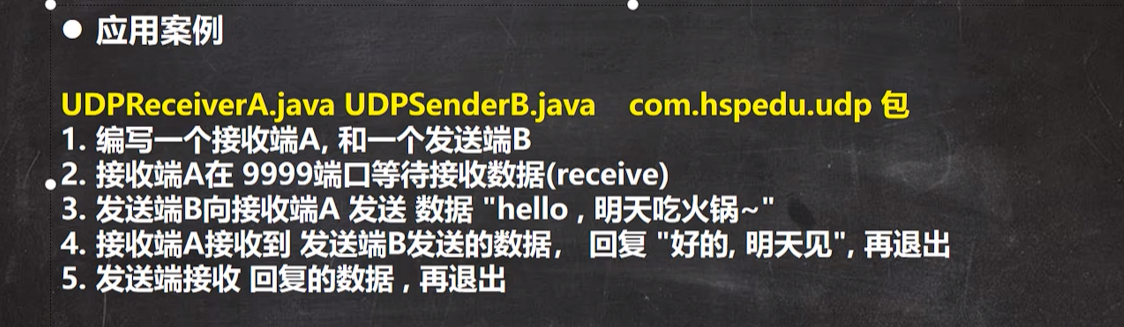 ● 应用案例
UDPReceiverA.java UDPSenderB.java com.hspedu.udp 包
1. 编写一个接收端A, 和一个发送端B
2. 接收端A在 9999端口等待接收数据(receive)
3. 发送端B向接收端A 发送 数据 "hello , 明天吃火锅~"
4. 接收端A接收到 发送端B发送的数据， 回复 "好的, 明天见", 再退出
5. 发送端接收 回复的数据 , 再退出